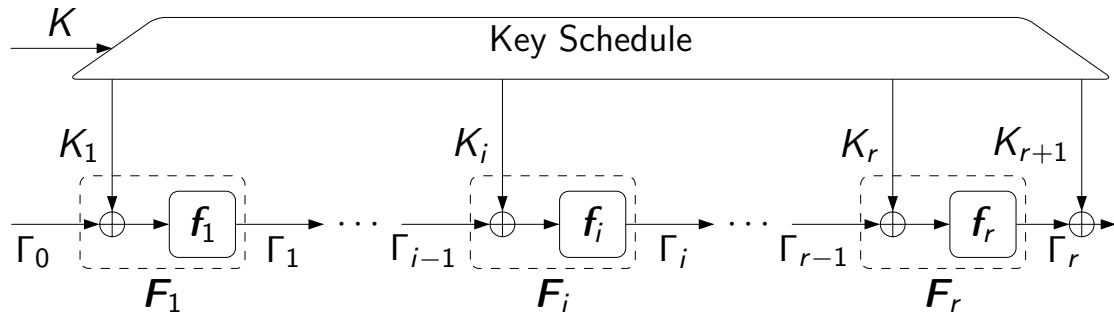 K
Key Schedule
K₁ Kᵢ Kᵣ Kᵣ₊₁
f₁ ··· fᵢ ··· fᵣ
Γ₀ Γ₁ Γᵢ₋₁ Γᵢ Γᵣ₋₁ Γᵣ
F₁ Fᵢ Fᵣ